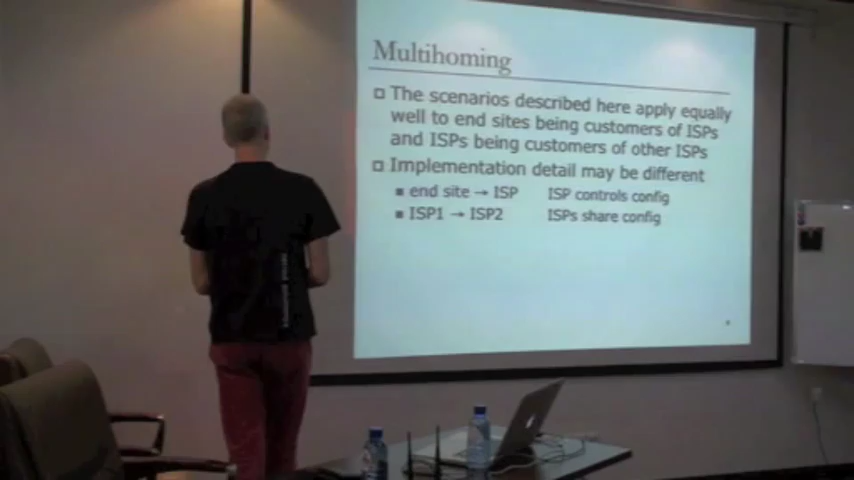 Multihoming
The scenarios described here apply equally
well to end sites being customers of ISPs
and ISPs being customers of other ISPs
Implementation detail may be different
end site → ISP ISP controls config
ISP1 → ISP2 ISPs share config